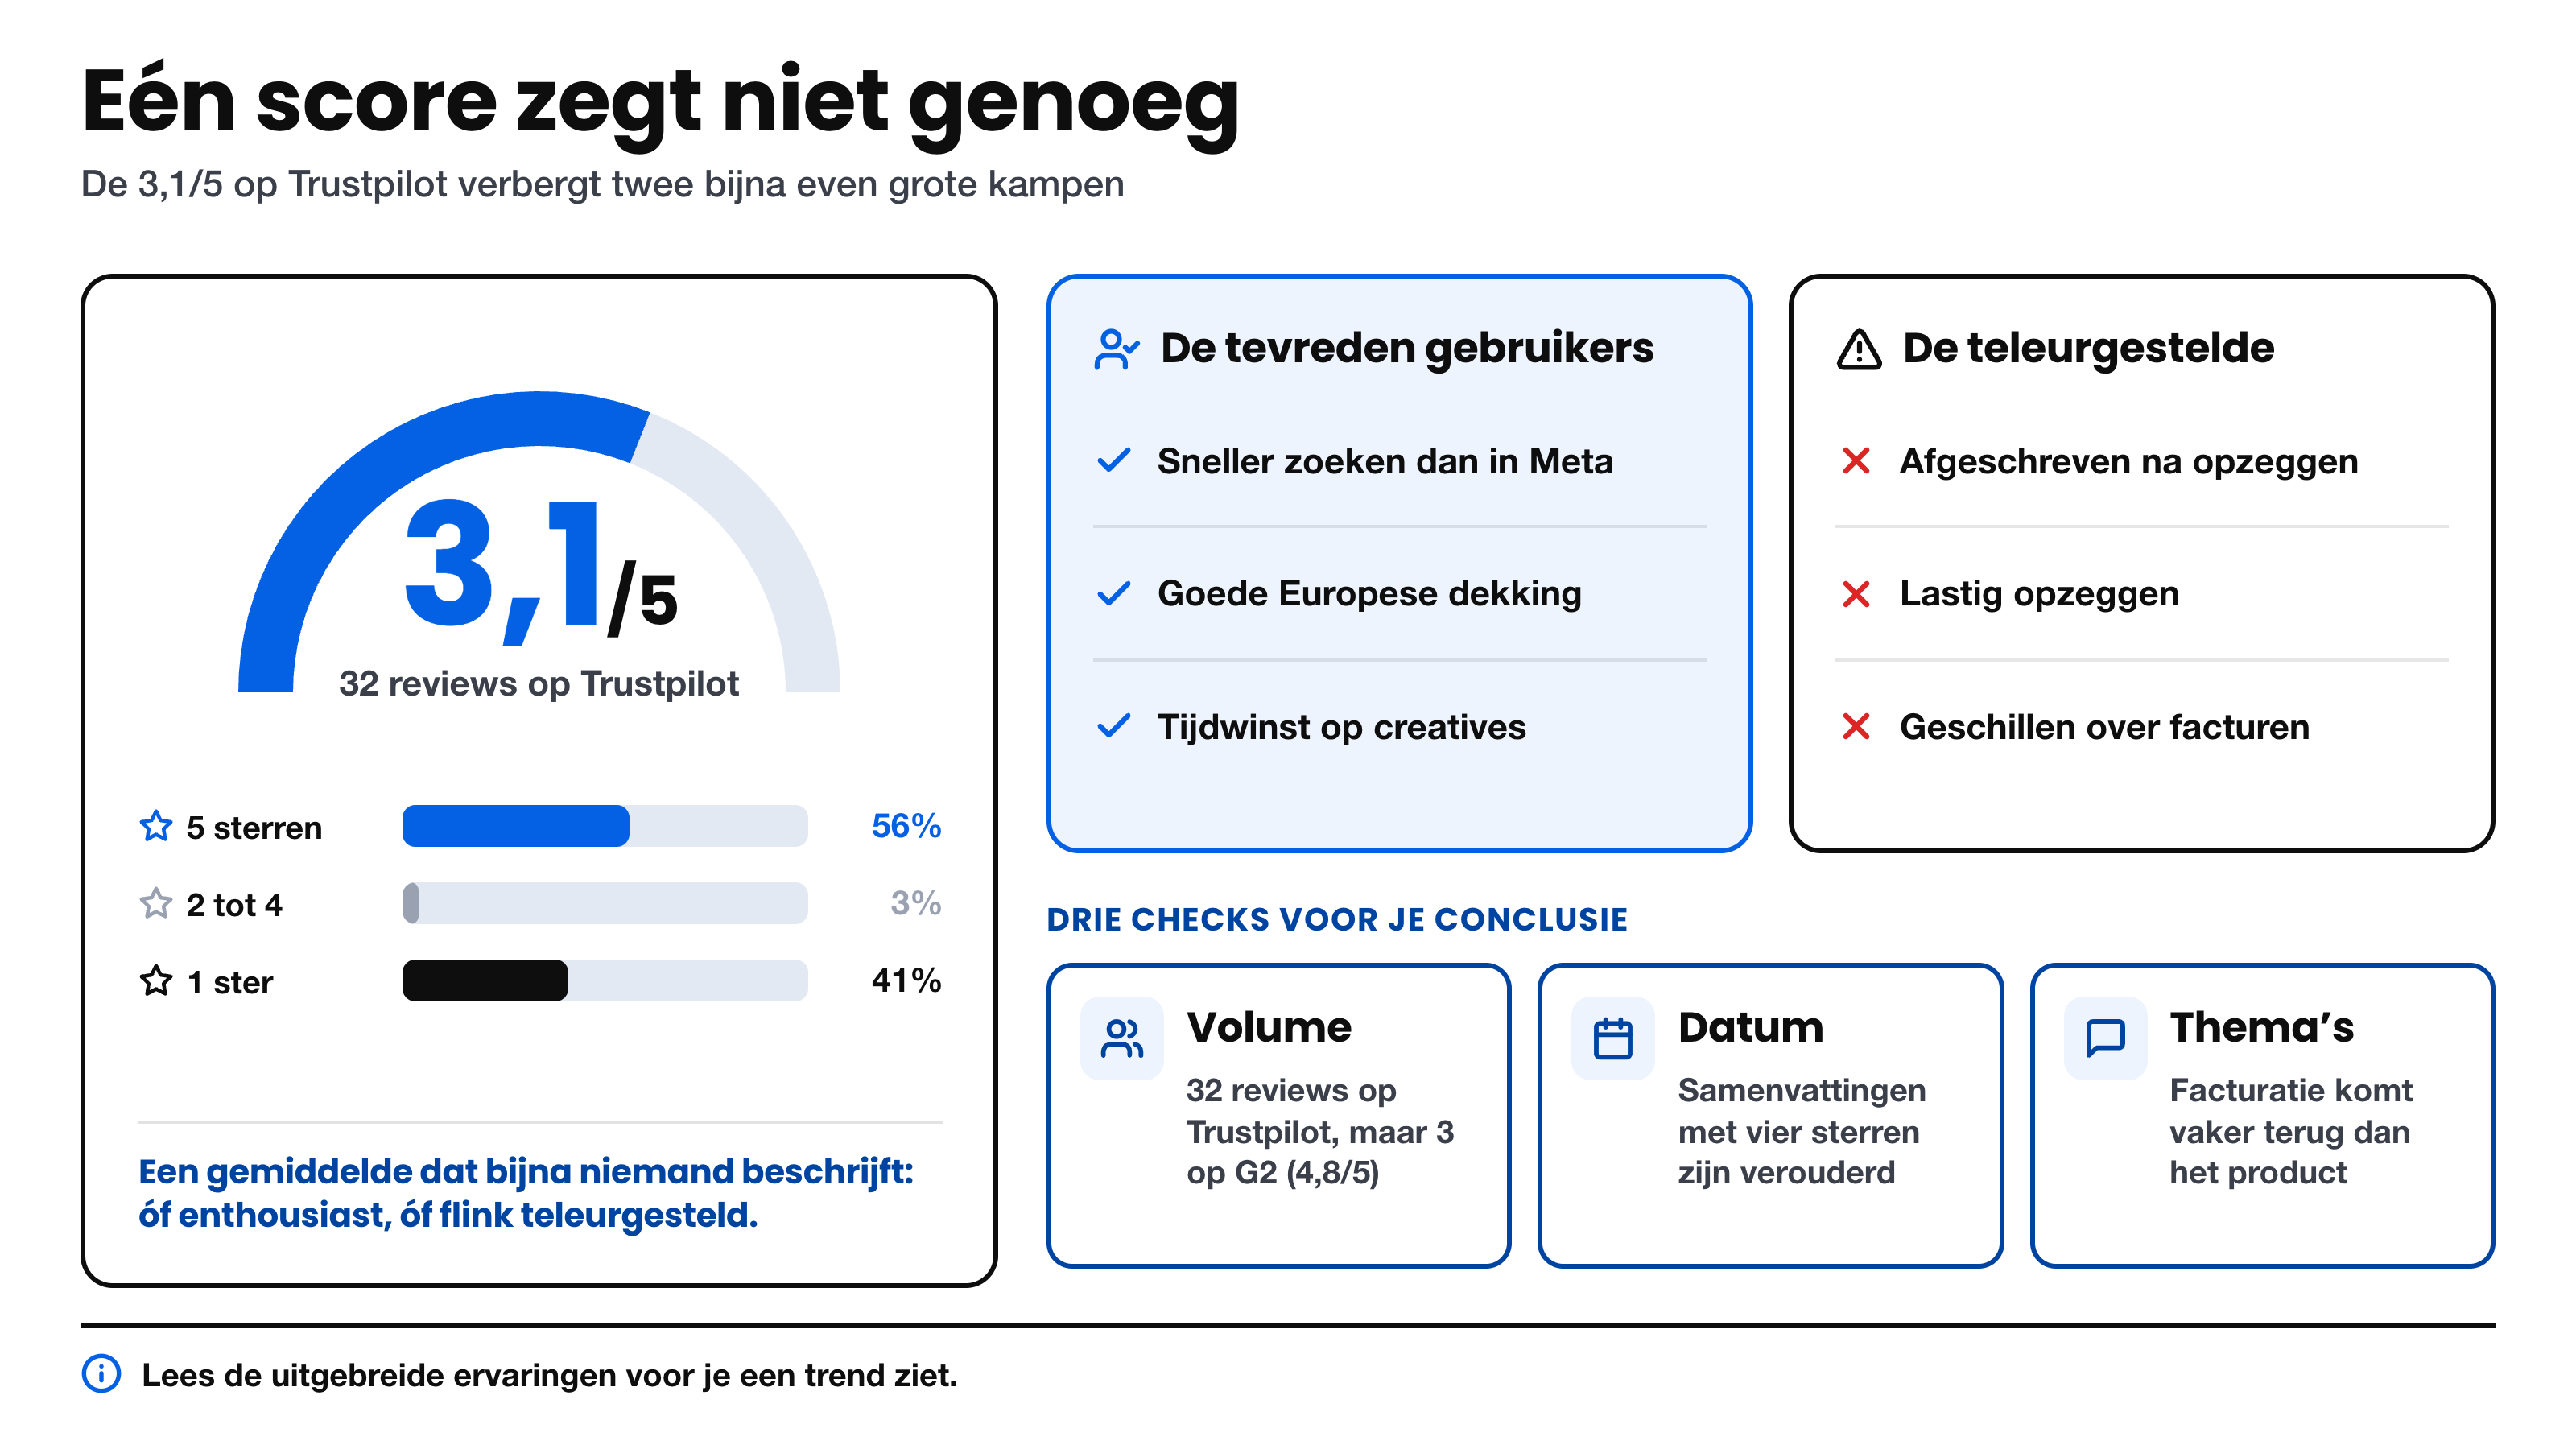 Eén score zegt niet genoeg
De 3,1/5 op Trustpilot verbergt twee bijna even grote kampen
3,1/5
32 reviews op Trustpilot
5 sterren 56%
2 tot 4 3%
1 ster 41%
Een gemiddelde dat bijna niemand beschrijft:
óf enthousiast, óf flink teleurgesteld.
De tevreden gebruikers
Sneller zoeken dan in Meta
Goede Europese dekking
Tijdwinst op creatives
De teleurgestelde
Afgeschreven na opzeggen
Lastig opzeggen
Geschillen over facturen
DRIE CHECKS VOOR JE CONCLUSIE
Volume
32 reviews op
Trustpilot, maar 3
op G2 (4,8/5)
Datum
Samenvattingen
met vier sterren
zijn verouderd
Thema’s
Facturatie komt
vaker terug dan
het product
Lees de uitgebreide ervaringen voor je een trend ziet.